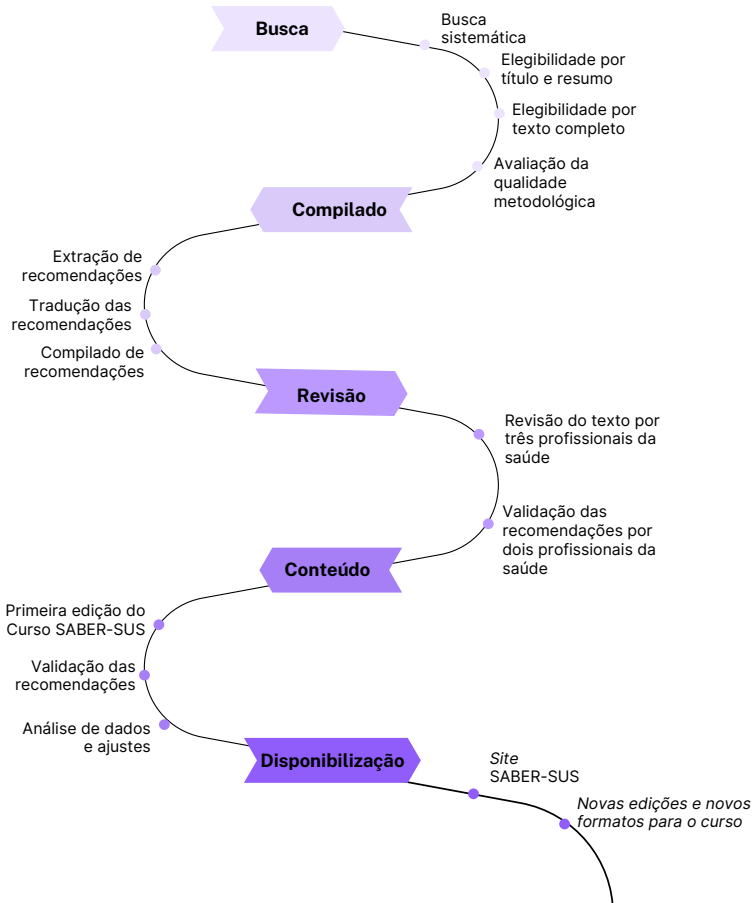 Busca
Busca
sistemática
Elegibilidade por
título e resumo
Elegibilidade por
texto completo
Avaliação da
qualidade
metodológica
Compilado
Extração de
recomendações
Tradução das
recomendações
Compilado de
recomendações
Revisão
Revisão do texto por
três profissionais da
saúde
Validação das
recomendações por
dois profissionais da
saúde
Conteúdo
Primeira edição do
Curso SABER-SUS
Validação das
recomendações
Análise de dados
e ajustes
Disponibilização
Site
SABER-SUS
Novas edições e novos
formatos para o curso